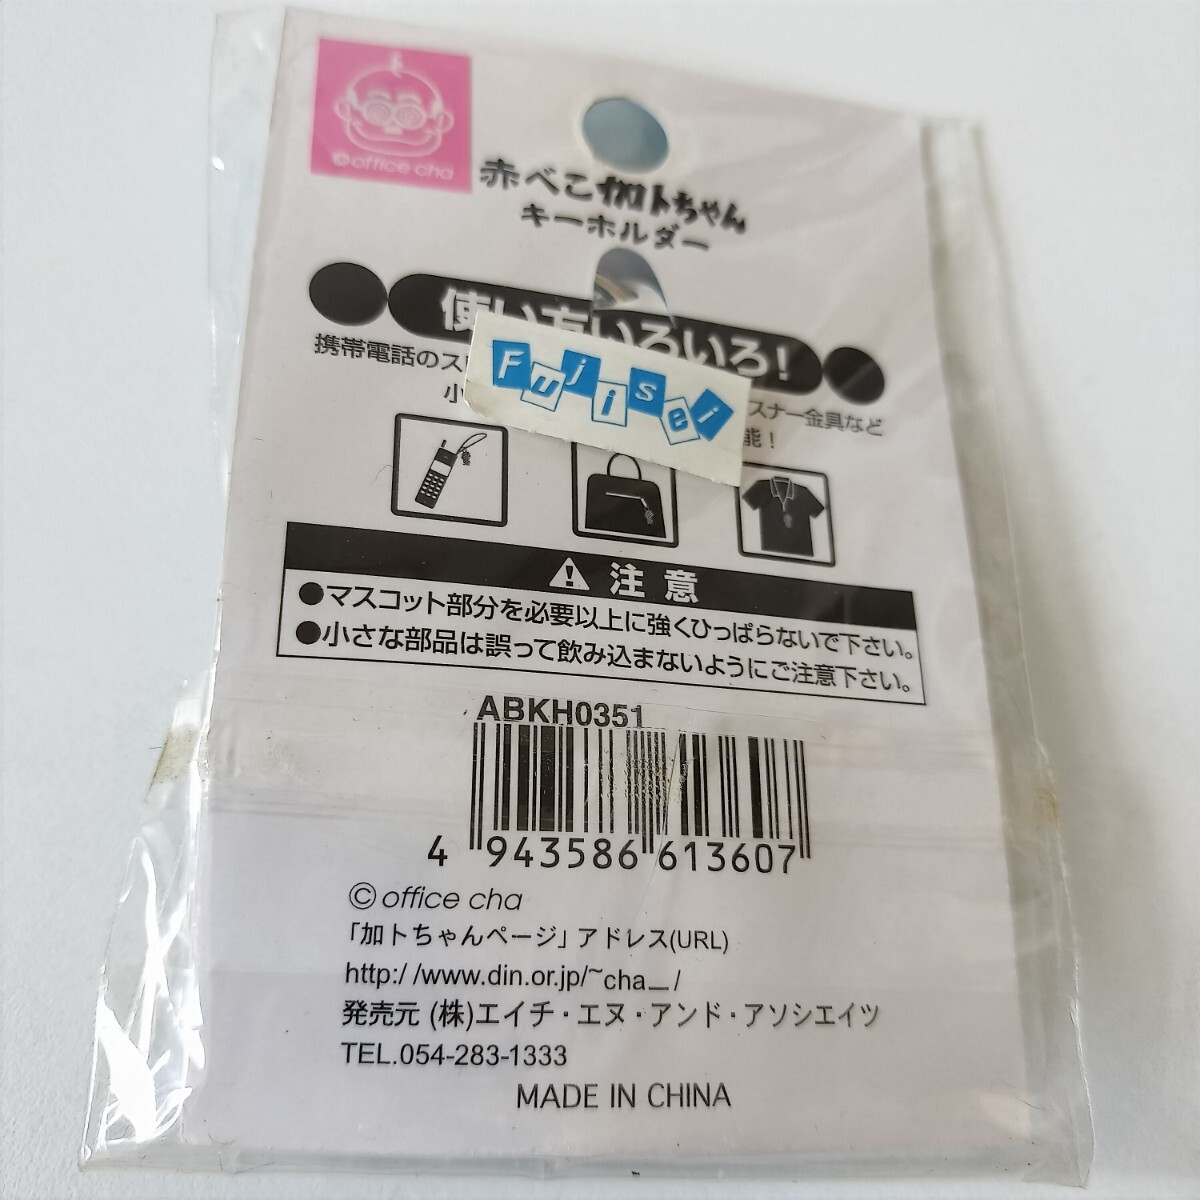 ©office cha
赤べこ加トちゃん
キーホルダー
使い方いろいろ!
携帯電話のス
スナー金具など
小
能!
Fujisei
⚠注意
●マスコット部分を必要以上に強くひっぱらないで下さい。
●小さな部品は誤って飲み込まないようにご注意下さい。
ABKH0351
4 943586 613607
©office cha
「加トちゃんページ」アドレス(URL)
http://www.din.or.jp/~cha_/
発売元 (株)エイチ・エヌ・アンド・アソシエイツ
TEL.054-283-1333
MADE IN CHINA